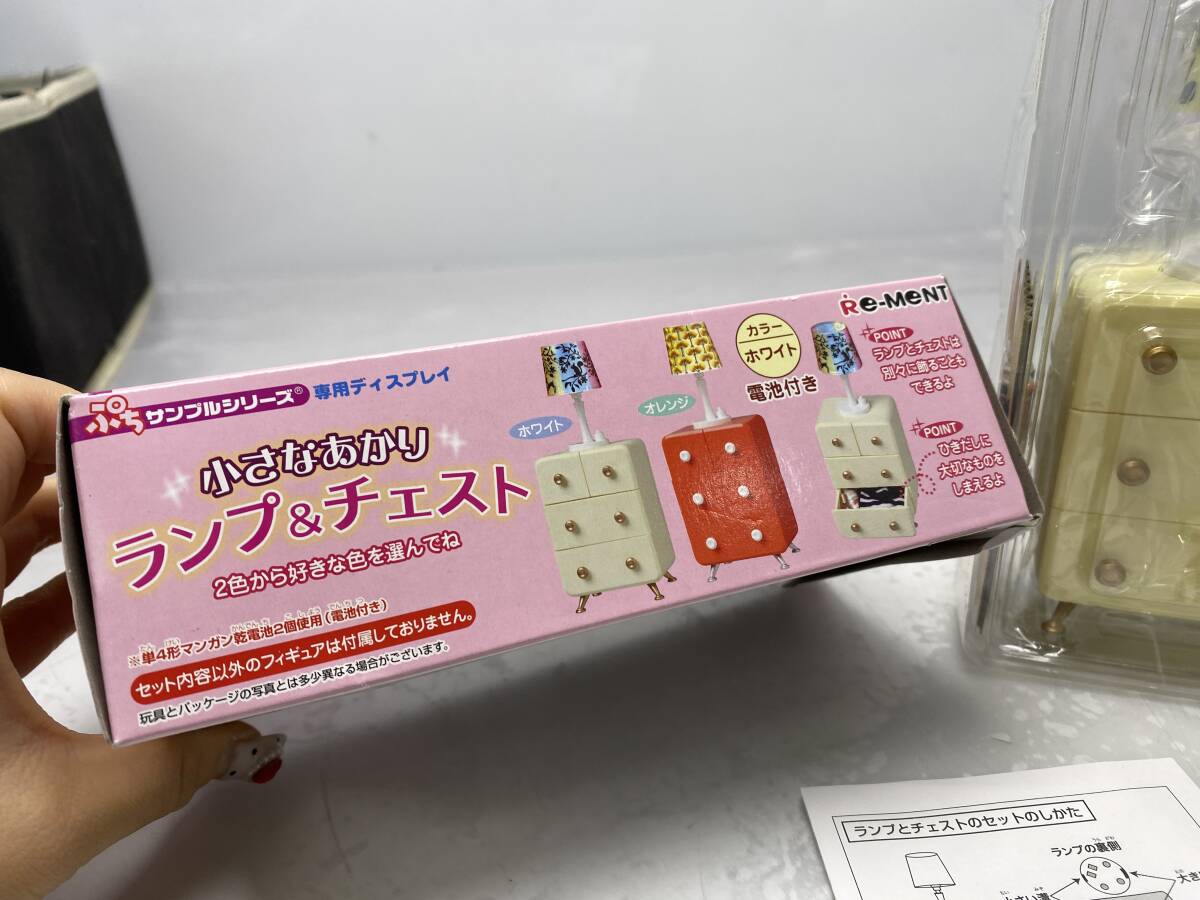 ぷちサンプルシリーズ® 専用ディスプレイ
小さなあかり
ランプ&チェスト
2色から好きな色を選んでね
※単4形マンガン乾電池2個使用(電池付き)
セット内容以外のフィギュアは付属しておりません。
玩具とパッケージの写真とは多少異なる場合がございます。
ホワイト
オレンジ
カラー
ホワイト
電池付き
Re-MeNT
POINT
ランプとチェストは
別々に飾ることも
できるよ
POINT
ひきだしに
大切なものを
しまえるよ
ランプとチェストのセットのしかた
ランプの裏側
大き
小さい溝